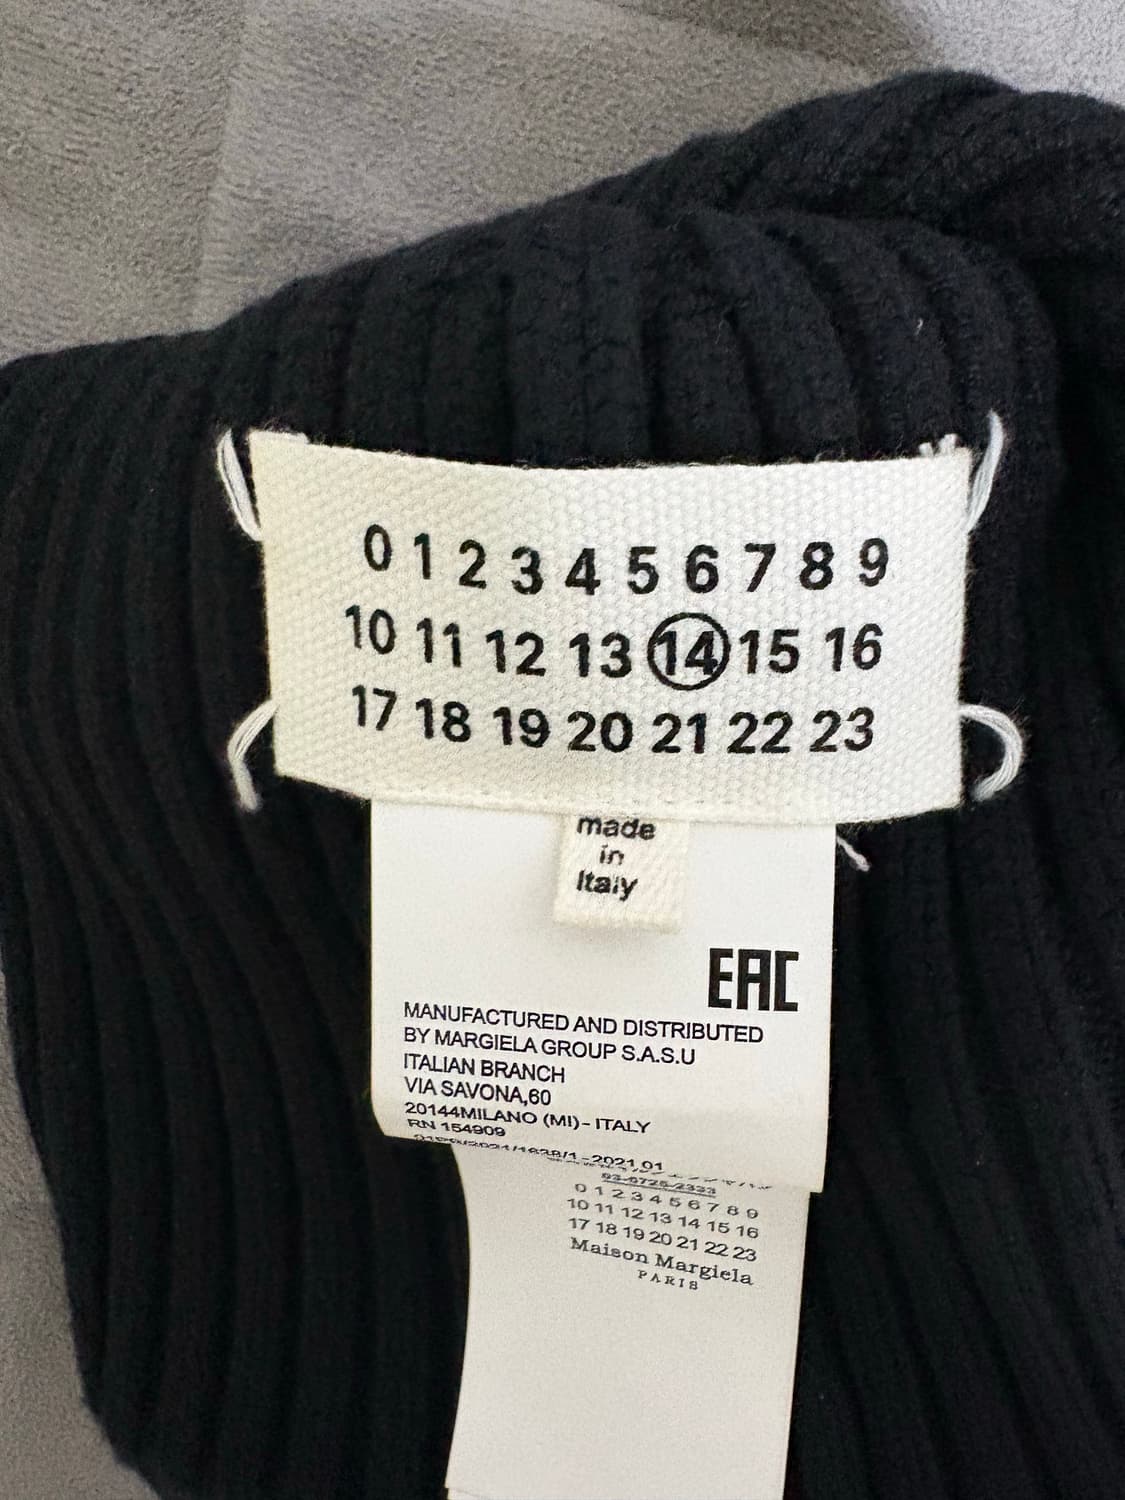 0 1 2 3 4 5 6 7 8 9
10 11 12 13 14 15 16
17 18 19 20 21 22 23
made
in
Italy
EAC
MANUFACTURED AND DISTRIBUTED
BY MARGIELA GROUP S.A.S.U
ITALIAN BRANCH
VIA SAVONA,60
20144MILANO (MI)- ITALY
RN 154909
03-6725-2333
0 1 2 3 4 5 6 7 8 9
10 11 12 13 14 15 16
17 18 19 20 21 22 23
Maison Margiela
PARIS